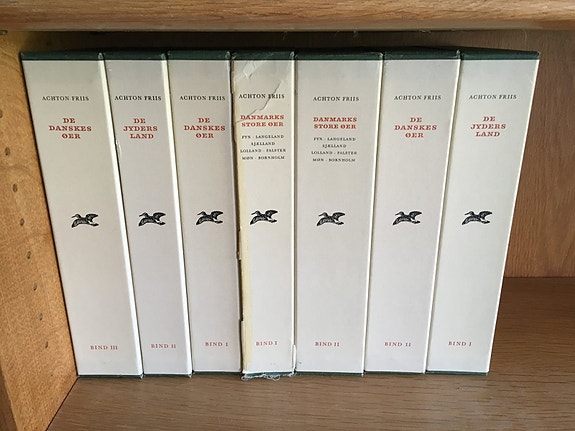 ACHTON FRIIS
DE
DANSKES
ØER
BIND III
ACHTON FRIIS
DE
JYDERS
LAND
BIND II
ACHTON FRIIS
DE
DANSKES
ØER
BIND I
ACHTON FRIIS
DANMARKS
STORE ØER
FYN · LANGELAND
SJÆLLAND
LOLLAND · FALSTER
MØN · BORNHOLM
BIND I
ACHTON FRIIS
DANMARKS
STORE ØER
FYN · LANGELAND
SJÆLLAND
LOLLAND · FALSTER
MØN · BORNHOLM
BIND II
ACHTON FRIIS
DE
DANSKES
ØER
BIND II
ACHTON FRIIS
DE
JYDERS
LAND
BIND I